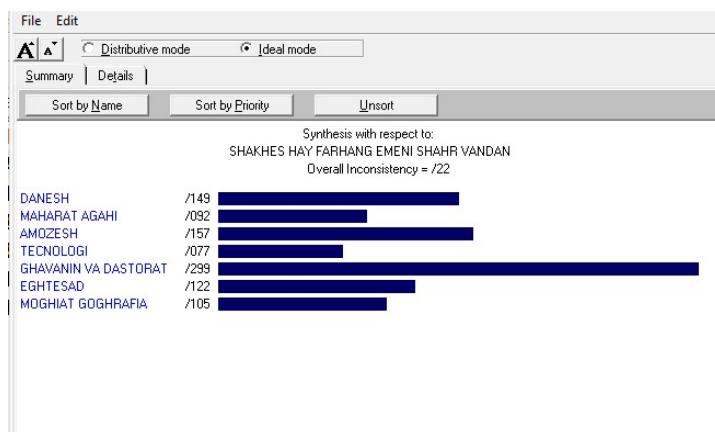 File Edit
A A Distributive mode Ideal mode
Summary Details
Sort by Name Sort by Priority Unsort
Synthesis with respect to:
SHAKHES HAY FARHANG EMENI SHAHR VANDAN
Overall Inconsistency = /22
DANESH /149
MAHARAT AGAHI /092
AMOZESH /157
TECNOLOGI /077
GHAVANIN VA DASTORAT /299
EGHTESAD /122
MOGHIAT GOGHRAFIA /105